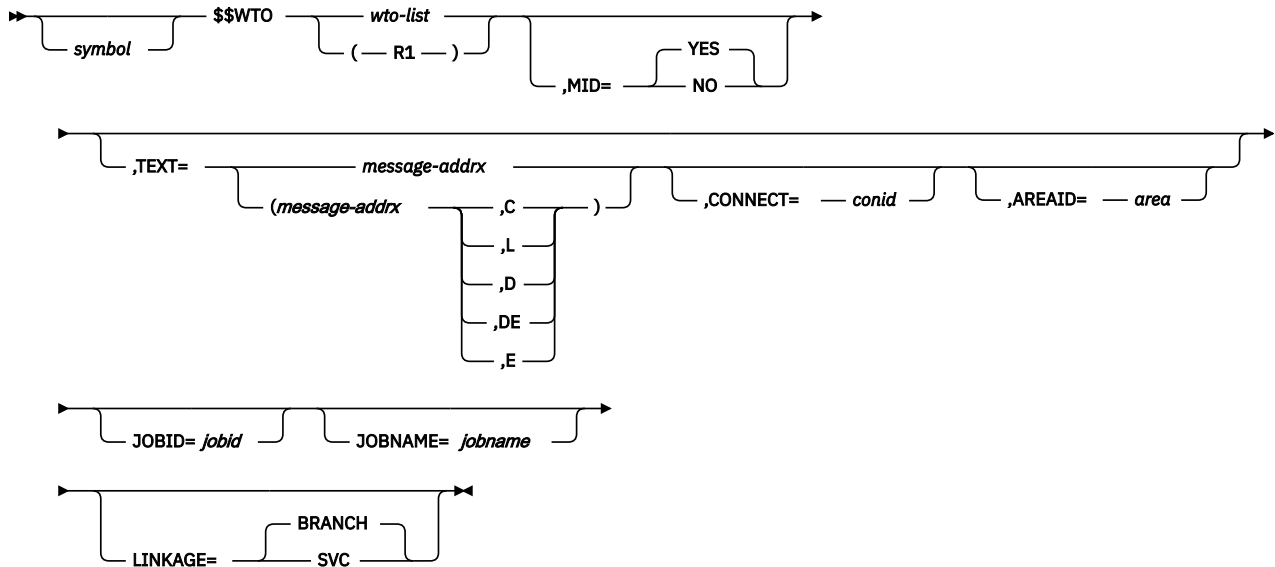 $$WTO wto-list
symbol ( R1 )
YES
,MID= NO
,TEXT= message-addrx
(message-addrx ,C ) ,CONNECT= conid ,AREAID= area
,L
,D
,DE
,E
JOBID= jobid JOBNAME= jobname
BRANCH
LINKAGE= SVC